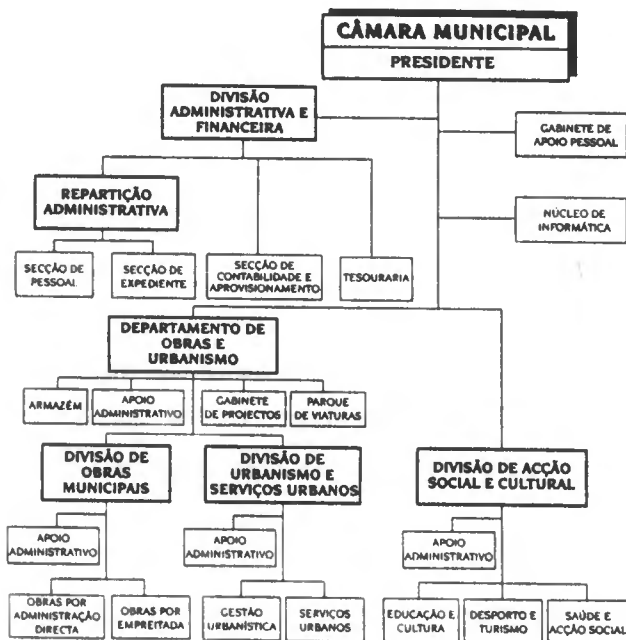 CÂMARA MUNICIPAL
PRESIDENTE
DIVISÃO
ADMINISTRATIVA E
FINANCEIRA
GABINETE DE
APOIO PESSOAL
REPARTIÇÃO
ADMINISTRATIVA
NÚCLEO DE
INFORMÁTICA
SECÇÃO DE
PESSOAL
SECÇÃO DE
EXPEDIENTE
SECÇÃO DE
CONTABILIDADE E
APROVISIONAMENTO
TESOURARIA
DEPARTAMENTO DE
OBRAS E
URBANISMO
ARMAZÉM
APOIO
ADMINISTRATIVO
GABINETE
DE PROJECTOS
PARQUE
DE VIATURAS
DIVISÃO DE
OBRAS
MUNICIPAIS
DIVISÃO DE
URBANISMO E
SERVIÇOS URBANOS
DIVISÃO DE ACÇÃO
SOCIAL E CULTURAL
APOIO
ADMINISTRATIVO
APOIO
ADMINISTRATIVO
APOIO
ADMINISTRATIVO
OBRAS POR
ADMINISTRAÇÃO
DIRECTA
OBRAS POR
EMPREITADA
GESTÃO
URBANÍSTICA
SERVIÇOS
URBANOS
EDUCAÇÃO E
CULTURA
DESPORTO E
TURISMO
SAÚDE E
ACÇÃO SOCIAL